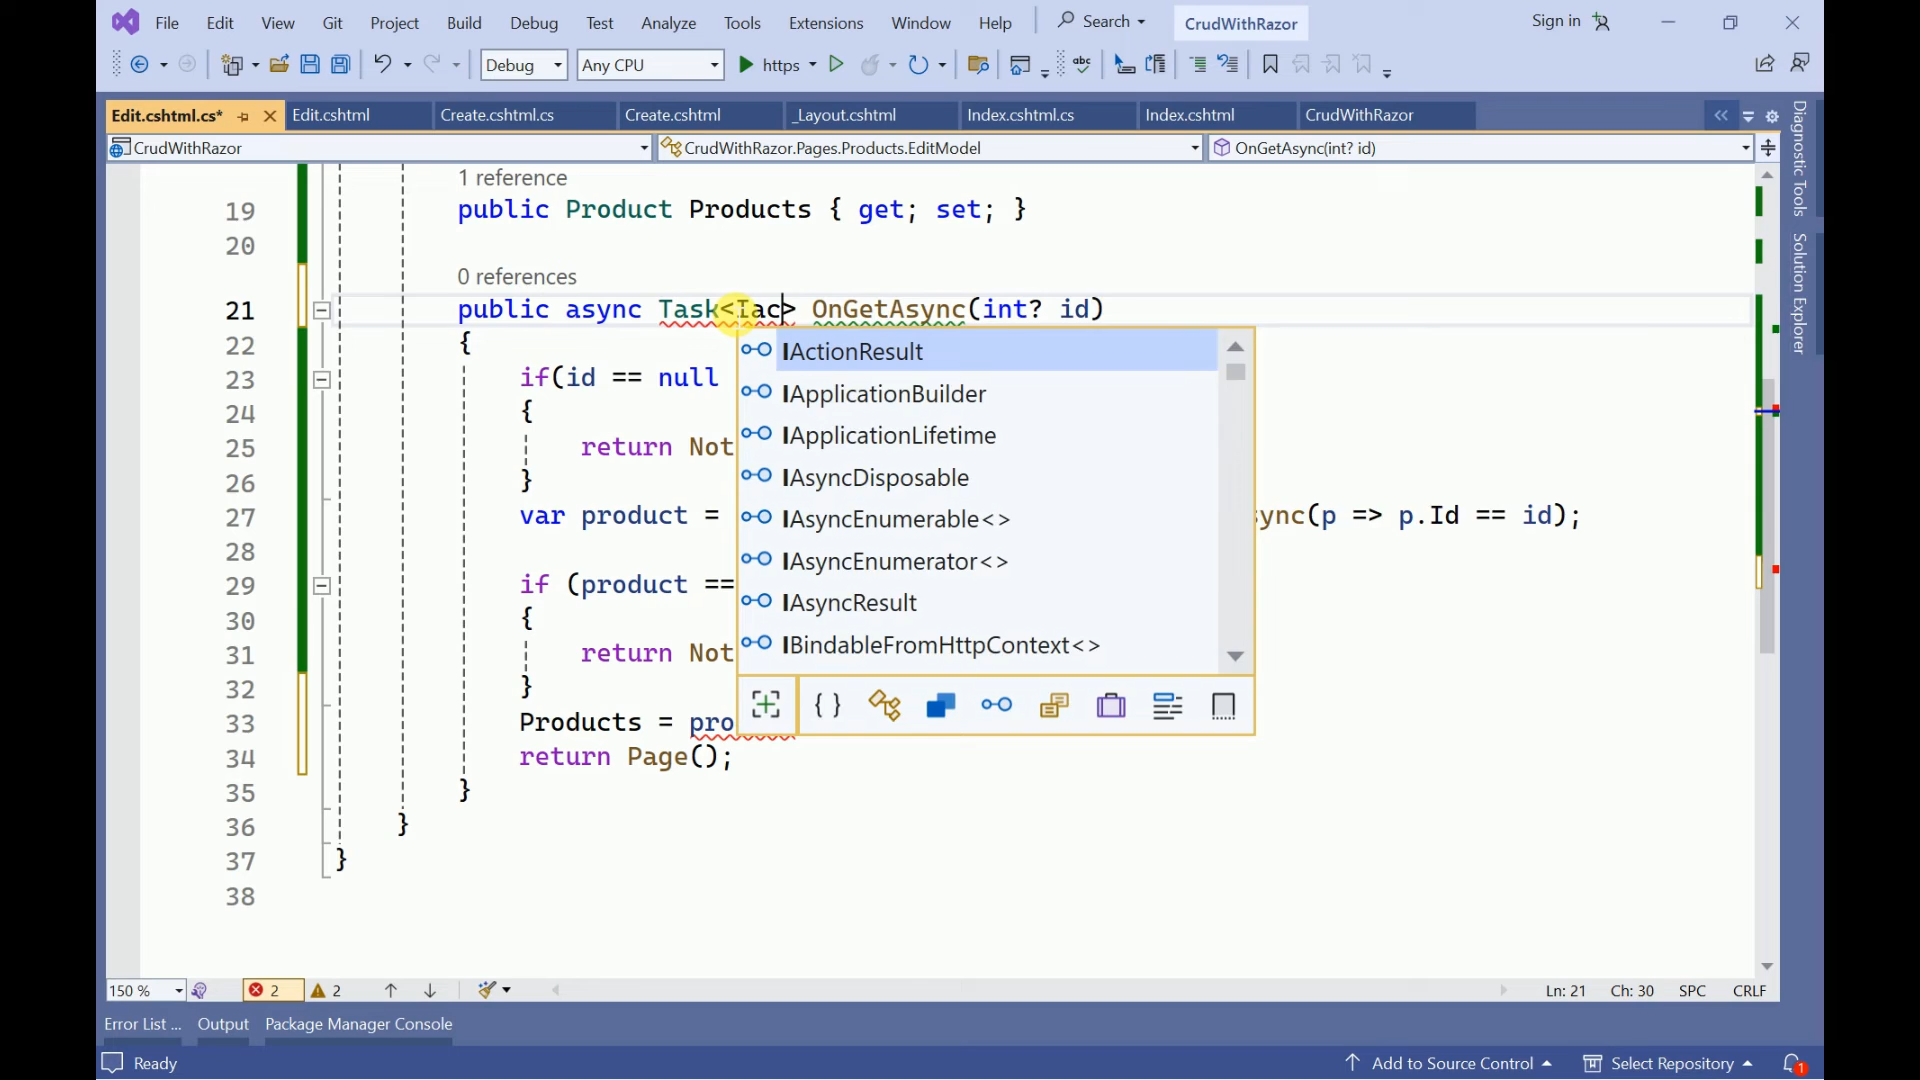 File Edit View Git Project Build Debug Test Analyze Tools Extensions Window Help Search CrudWithRazor Sign in
Debug Any CPU https
Edit.cshtml.cs* Edit.cshtml Create.cshtml.cs Create.cshtml _Layout.cshtml Index.cshtml.cs Index.cshtml CrudWithRazor
CrudWithRazor CrudWithRazor.Pages.Products.EditModel OnGetAsync(int? id)
1 reference
19 public Product Products { get; set; }
20
0 references
21 public async Task<Iac> OnGetAsync(int? id)
22 {
23 if(id == null
24 {
25 return Not
26 }
27 var product = sync(p => p.Id == id);
28
29 if (product ==
30 {
31 return Not
32 }
33 Products = pro
34 return Page();
35 }
36 }
37 }
38
IActionResult
IApplicationBuilder
IApplicationLifetime
IAsyncDisposable
IAsyncEnumerable<>
IAsyncEnumerator<>
IAsyncResult
IBindableFromHttpContext<>
Diagnostic Tools
Solution Explorer
150 % 2 2 Ln: 21 Ch: 30 SPC CRLF
Error List ... Output Package Manager Console
Ready Add to Source Control Select Repository 1